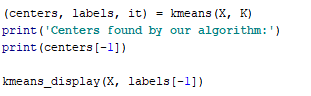 (centers, labels, it) = kmeans(X, K)
print('Centers found by our algorithm:')
print(centers[-1])
kmeans_display(X, labels[-1])